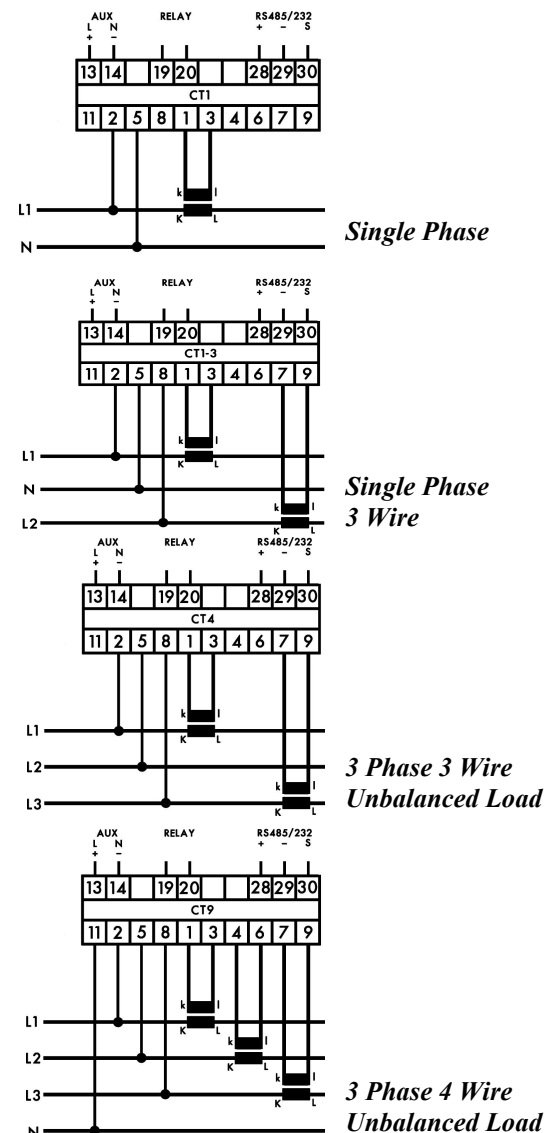 AUX RELAY RS485/232
L N + – S
+ –
13 14 19 20 28 29 30
CT1
11 2 5 8 1 3 4 6 7 9
k l
L1
K L
N
Single Phase
AUX RELAY RS485/232
L N + – S
+ –
13 14 19 20 28 29 30
CT1-3
11 2 5 8 1 3 4 6 7 9
k l
L1
K L
N
k l
L2
K L
Single Phase
3 Wire
AUX RELAY RS485/232
L N + – S
+ –
13 14 19 20 28 29 30
CT4
11 2 5 8 1 3 4 6 7 9
k l
L1
K L
L2
k l
L3
K L
3 Phase 3 Wire
Unbalanced Load
AUX RELAY RS485/232
L N + – S
+ –
13 14 19 20 28 29 30
CT9
11 2 5 8 1 3 4 6 7 9
k l
L1
K L
k l
L2
K L
k l
L3
K L
N
3 Phase 4 Wire
Unbalanced Load